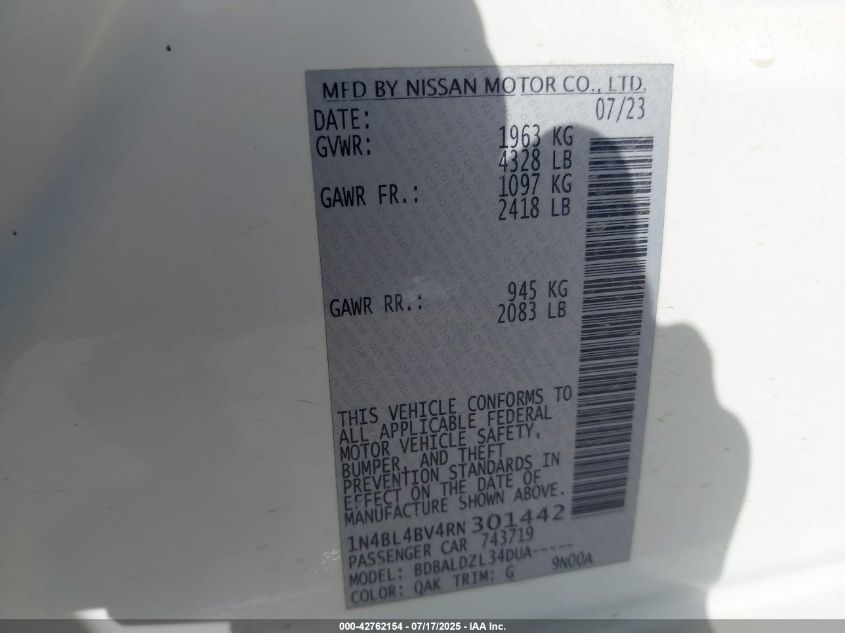 MFD BY NISSAN MOTOR CO., LTD.
DATE: 07/23
GVWR: 1963 KG
4328 LB
GAWR FR.: 1097 KG
2418 LB
GAWR RR.: 945 KG
2083 LB
THIS VEHICLE CONFORMS TO
ALL APPLICABLE FEDERAL
MOTOR VEHICLE SAFETY,
BUMPER, AND THEFT
PREVENTION STANDARDS IN
EFFECT ON THE DATE OF
MANUFACTURE SHOWN ABOVE.
1N4BL4BV4RN301442
PASSENGER CAR 743719
MODEL: BDBALDZL34DUA-----
COLOR: QAK TRIM: G 9N00A
000-42762154 - 07/17/2025 - IAA Inc.